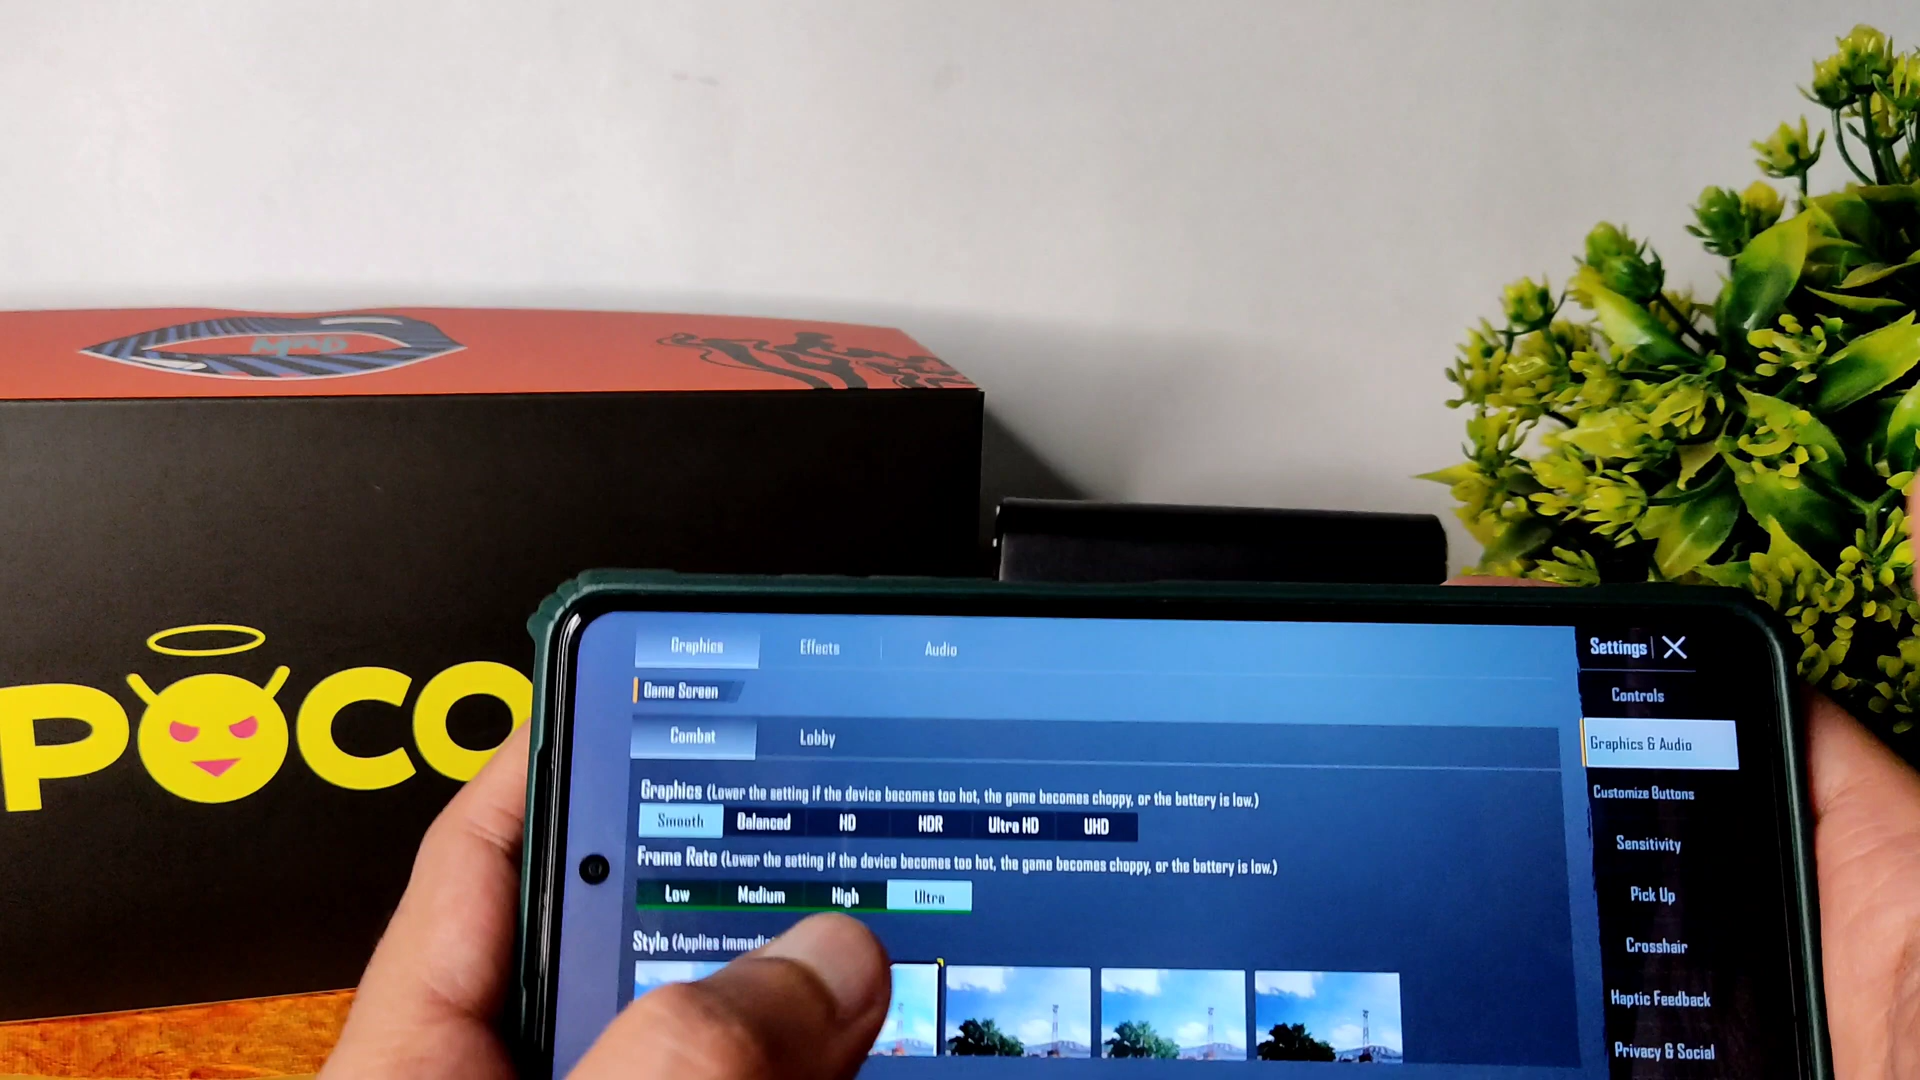 POCO
Graphics Effects Audio
Game Screen
Combat Lobby
Graphics (Lower the setting if the device becomes too hot, the game becomes choppy, or the battery is low.)
Smooth Balanced HD HDR Ultra HD UHD
Frame Rate (Lower the setting if the device becomes too hot, the game becomes choppy, or the battery is low.)
Low Medium High Ultra
Style (Applies
Settings
Controls
Graphics & Audio
Customize Buttons
Sensitivity
Pick Up
Crosshair
Haptic Feedback
Privacy & Social